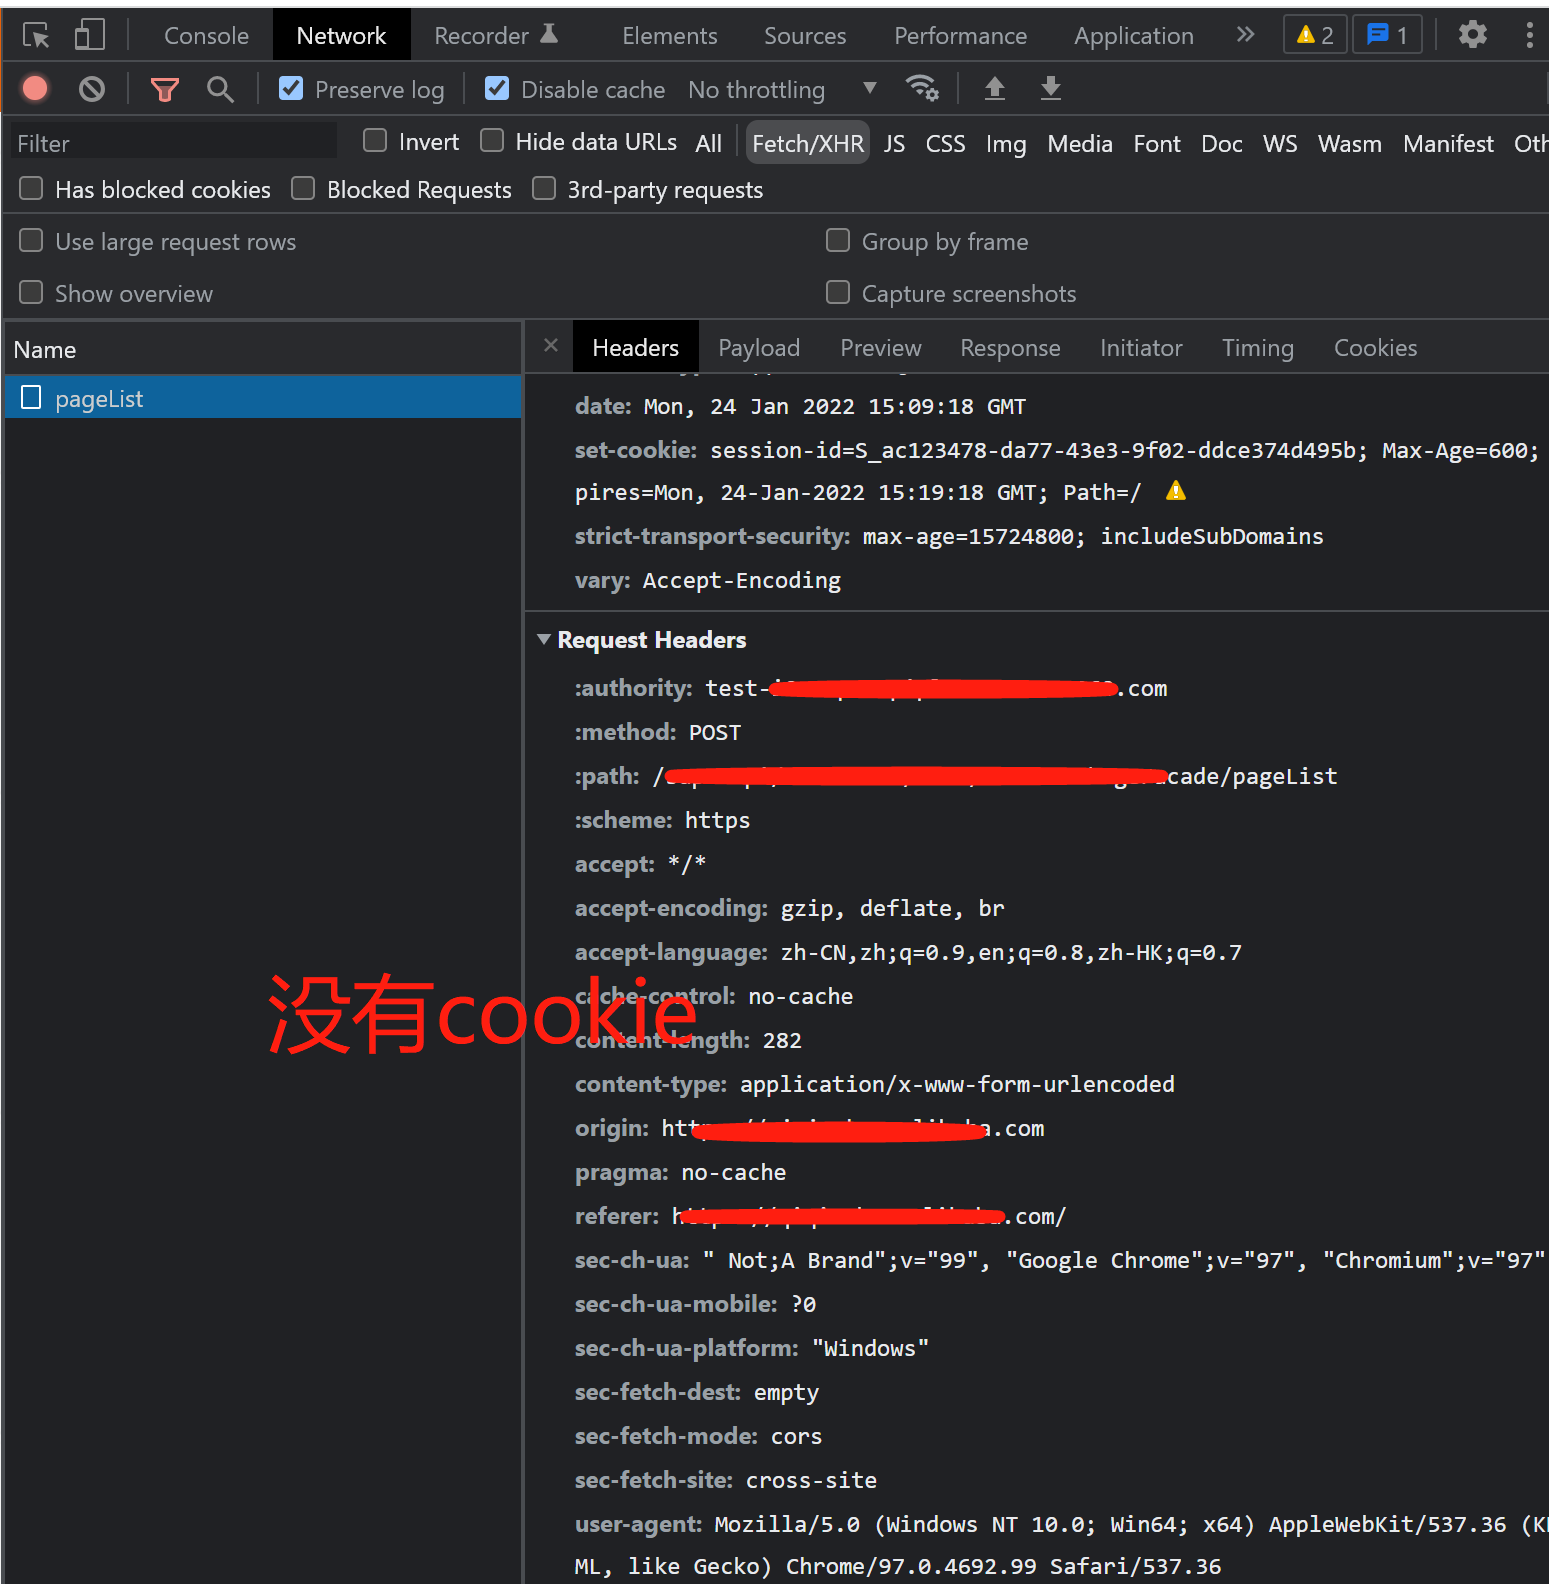 Console Network Recorder Elements Sources Performance Application 2 1
Preserve log Disable cache No throttling
Filter Invert Hide data URLs All Fetch/XHR JS CSS Img Media Font Doc WS Wasm Manifest Oth
Has blocked cookies Blocked Requests 3rd-party requests
Use large request rows Group by frame
Show overview Capture screenshots
Name Headers Payload Preview Response Initiator Timing Cookies
pageList
date: Mon, 24 Jan 2022 15:09:18 GMT
set-cookie: session-id=S_ac123478-da77-43e3-9f02-ddce374d495b; Max-Age=600;
pires=Mon, 24-Jan-2022 15:19:18 GMT; Path=/
strict-transport-security: max-age=15724800; includeSubDomains
vary: Accept-Encoding
Request Headers
:authority: test- .com
:method: POST
:path: / cade/pageList
:scheme: https
accept: */*
accept-encoding: gzip, deflate, br
accept-language: zh-CN,zh;q=0.9,en;q=0.8,zh-HK;q=0.7
没有cookie
cache-control: no-cache
content-length: 282
content-type: application/x-www-form-urlencoded
origin: htt a.com
pragma: no-cache
referer: h .com/
sec-ch-ua: " Not;A Brand";v="99", "Google Chrome";v="97", "Chromium";v="97"
sec-ch-ua-mobile: ?0
sec-ch-ua-platform: "Windows"
sec-fetch-dest: empty
sec-fetch-mode: cors
sec-fetch-site: cross-site
user-agent: Mozilla/5.0 (Windows NT 10.0; Win64; x64) AppleWebKit/537.36 (KH
ML, like Gecko) Chrome/97.0.4692.99 Safari/537.36